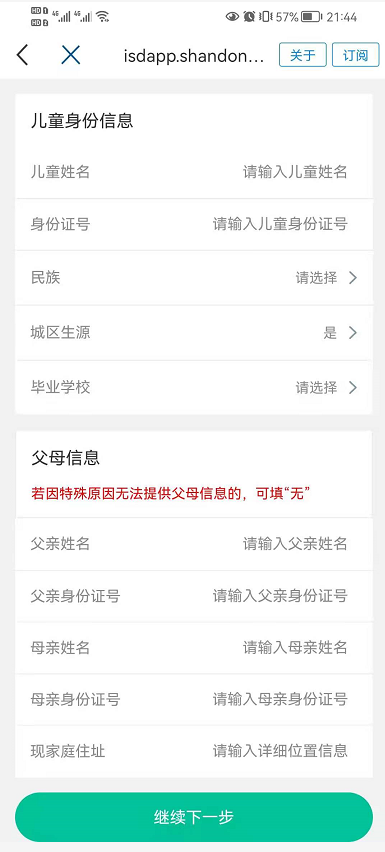 57% 21:44
isdapp.shandon... 关于 订阅
儿童身份信息
儿童姓名 请输入儿童姓名
身份证号 请输入儿童身份证号
民族 请选择
城区生源 是
毕业学校 请选择
父母信息
若因特殊原因无法提供父母信息的，可填“无”
父亲姓名 请输入父亲姓名
父亲身份证号 请输入父亲身份证号
母亲姓名 请输入母亲姓名
母亲身份证号 请输入母亲身份证号
现家庭住址 请输入详细位置信息
继续下一步